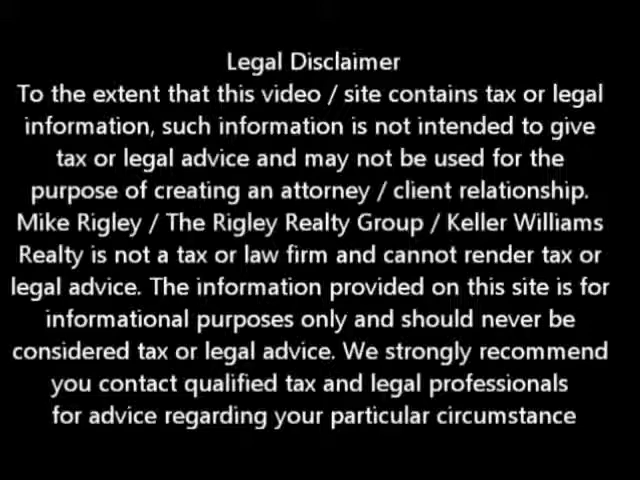 Legal Disclaimer
To the extent that this video / site contains tax or legal
information, such information is not intended to give
tax or legal advice and may not be used for the
purpose of creating an attorney / client relationship.
Mike Rigley / The Rigley Realty Group / Keller Williams
Realty is not a tax or law firm and cannot render tax or
legal advice. The information provided on this site is for
informational purposes only and should never be
considered tax or legal advice. We strongly recommend
you contact qualified tax and legal professionals
for advice regarding your particular circumstance